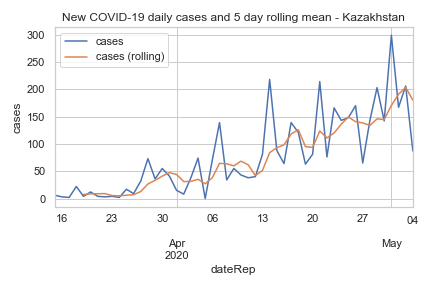 New COVID-19 daily cases and 5 day rolling mean - Kazakhstan
cases
cases (rolling)
300
250
200
150
100
50
0
cases
16 23 30 06 13 20 27 04
Apr May
2020
dateRep